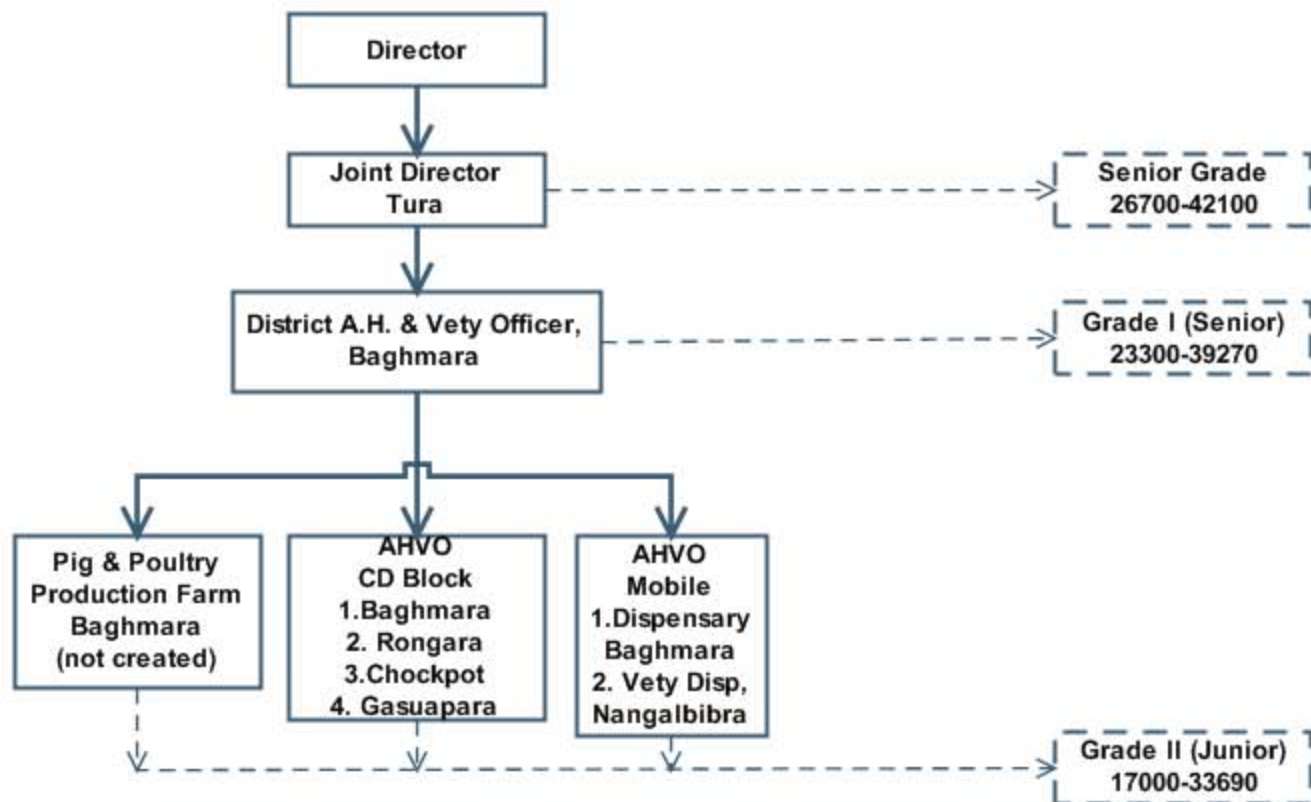 Director
Joint Director
Tura
Senior Grade
26700-42100
District A.H. & Vety Officer,
Baghmara
Grade I (Senior)
23300-39270
Pig & Poultry
Production Farm
Baghmara
(not created)
AHVO
CD Block
1.Baghmara
2. Rongara
3.Chockpot
4. Gasuapara
AHVO
Mobile
1.Dispensary
Baghmara
2. Vety Disp,
Nangalbibra
Grade II (Junior)
17000-33690